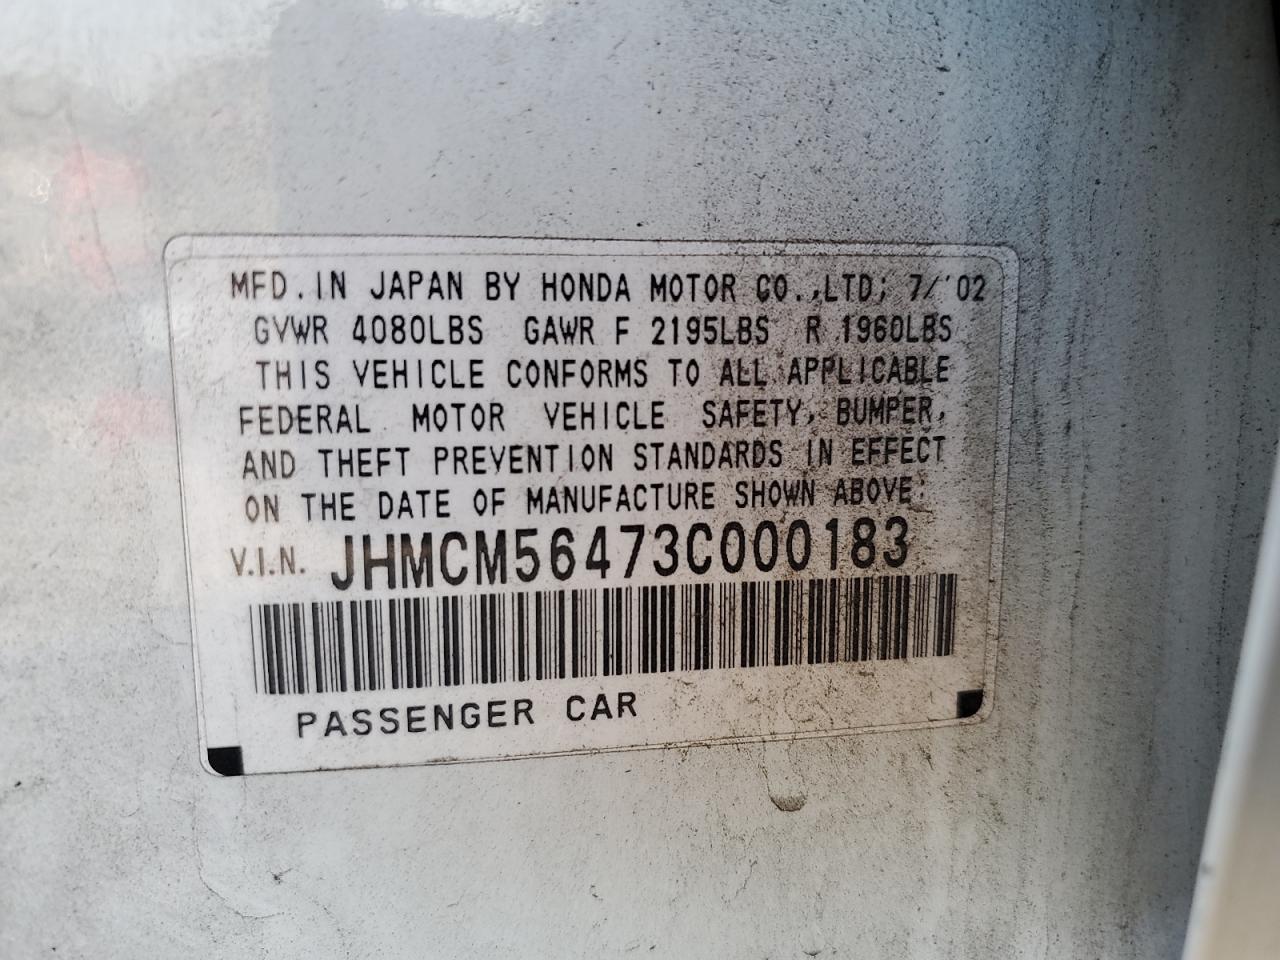 MFD. IN JAPAN BY HONDA MOTOR CO.,LTD; 7/'02
GVWR 4080LBS GAWR F 2195LBS R 1960LBS
THIS VEHICLE CONFORMS TO ALL APPLICABLE
FEDERAL MOTOR VEHICLE SAFETY, BUMPER,
AND THEFT PREVENTION STANDARDS IN EFFECT
ON THE DATE OF MANUFACTURE SHOWN ABOVE.
V.I.N. JHMCM56473C000183
PASSENGER CAR